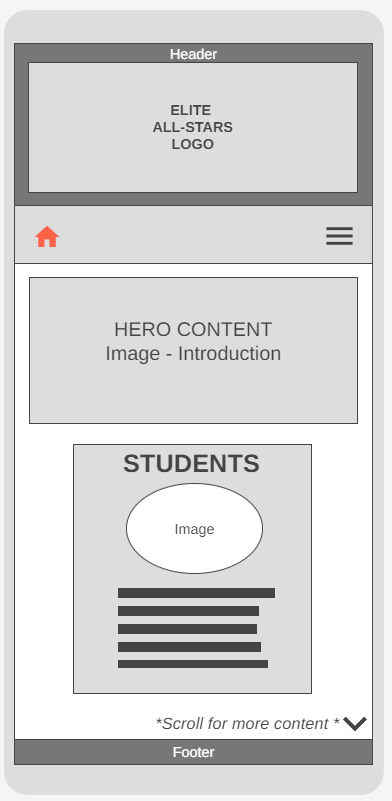 Header
ELITE
ALL-STARS
LOGO
HERO CONTENT
Image - Introduction
STUDENTS
Image
*Scroll for more content *
Footer